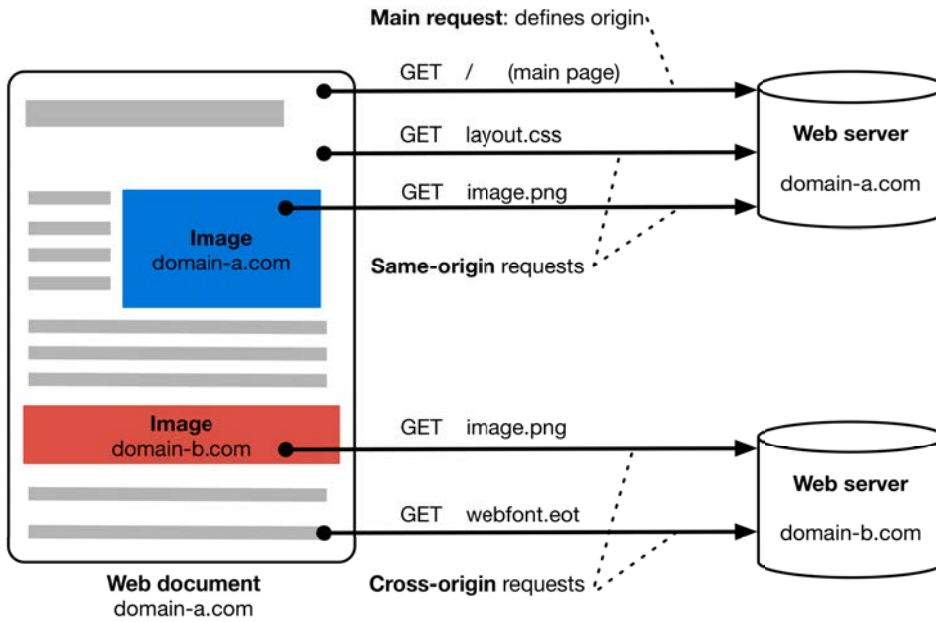 Main request: defines origin
GET / (main page)
GET layout.css
GET image.png
Same-origin requests
Web server
domain-a.com
Image
domain-a.com
Image
domain-b.com
GET image.png
GET webfont.eot
Cross-origin requests
Web server
domain-b.com
Web document
domain-a.com